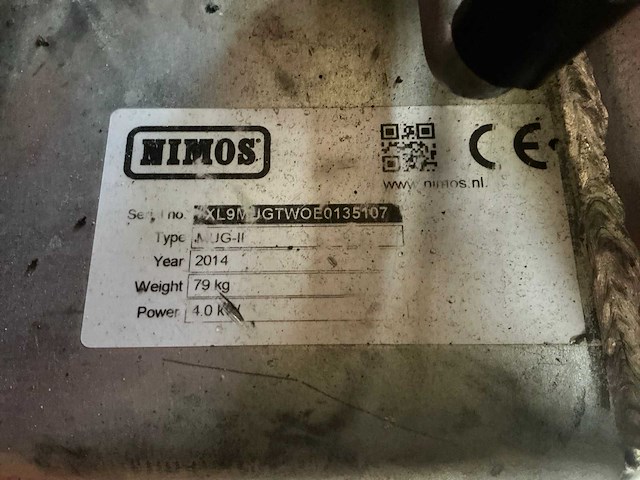 NIMOS
CE
www.nimos.nl
Serial no. XL9MUGTWOE0135107
Type MUG-II
Year 2014
Weight 79 kg
Power 4.0 kW